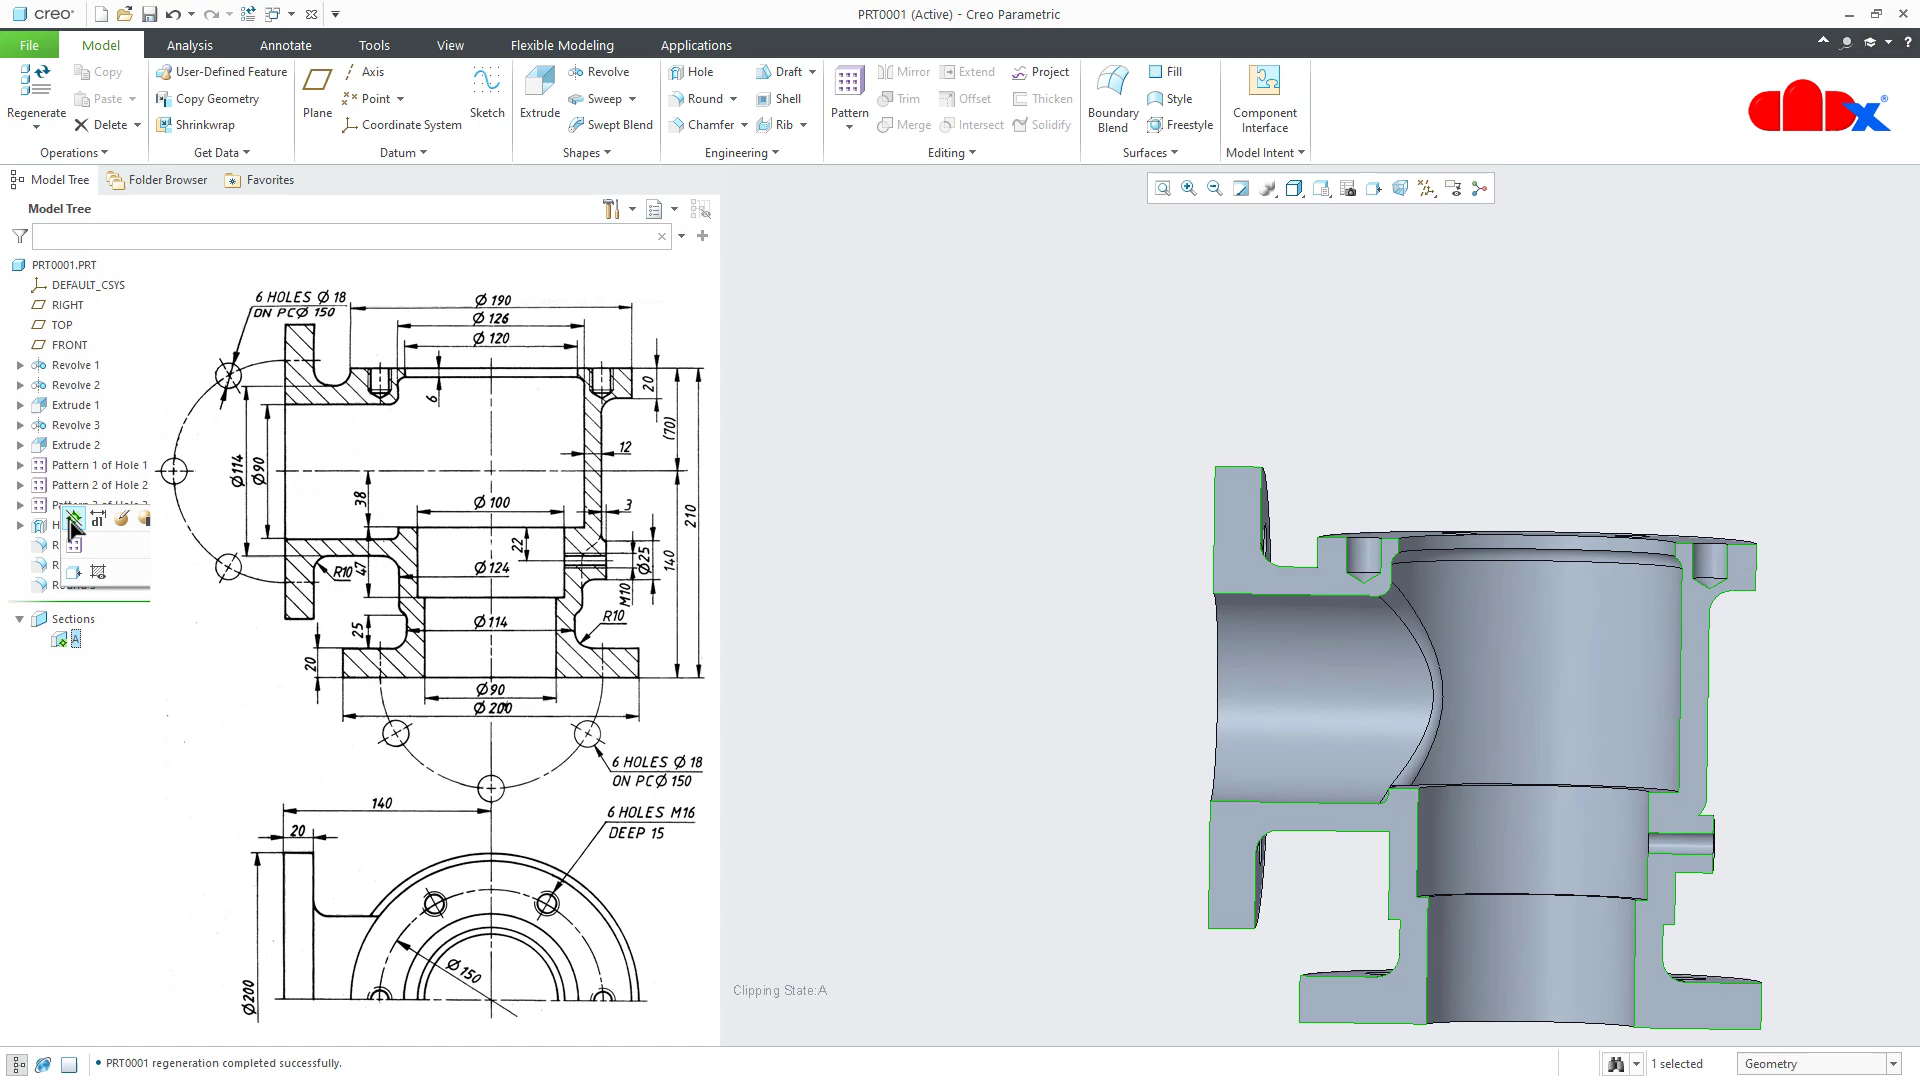 creo°
PRT0001 (Active) - Creo Parametric
File
Model
Analysis
Annotate
Tools
View
Flexible Modeling
Applications
Regenerate
Copy
Paste
Delete
Operations
User-Defined Feature
Copy Geometry
Shrinkwrap
Get Data
Plane
Axis
Point
Coordinate System
Datum
Sketch
Extrude
Revolve
Sweep
Swept Blend
Shapes
Hole
Round
Chamfer
Draft
Shell
Rib
Engineering
Pattern
Mirror
Trim
Merge
Extend
Offset
Intersect
Project
Thicken
Solidify
Editing
Boundary
Blend
Fill
Style
Freestyle
Surfaces
Component
Interface
Model Intent
Model Tree
Folder Browser
Favorites
Model Tree
PRT0001.PRT
DEFAULT_CSYS
RIGHT
TOP
FRONT
Revolve 1
Revolve 2
Extrude 1
Revolve 3
Extrude 2
Pattern 1 of Hole 1
Pattern 2 of Hole 2
Sections
A
6 HOLES Ø 18
ON PCØ 150
Ø 190
Ø 126
Ø 120
6
20
(70)
12
Ø114
Ø90
38
Ø 100
3
210
22
Ø25
140
R10
47
Ø 124
M10
R10
25
Ø114
20
Ø90
Ø 200
6 HOLES Ø 18
ON PCØ 150
140
6 HOLES M16
DEEP 15
20
Ø150
Ø200
Clipping State:A
PRT0001 regeneration completed successfully.
1 selected
Geometry